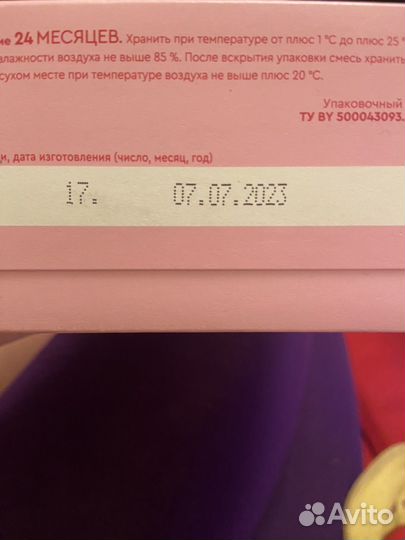 24 МЕСЯЦЕВ. Хранить при температуре от плюс 1 °С до плюс 25 °
влажности воздуха не выше 85 %. После вскрытия упаковки смесь хранить
сухом месте при температуре воздуха не выше плюс 20 °С.
Упаковочный
ТУ BY 500043093.
дата изготовления (число, месяц, год)
17. 07.07.2023
Avito